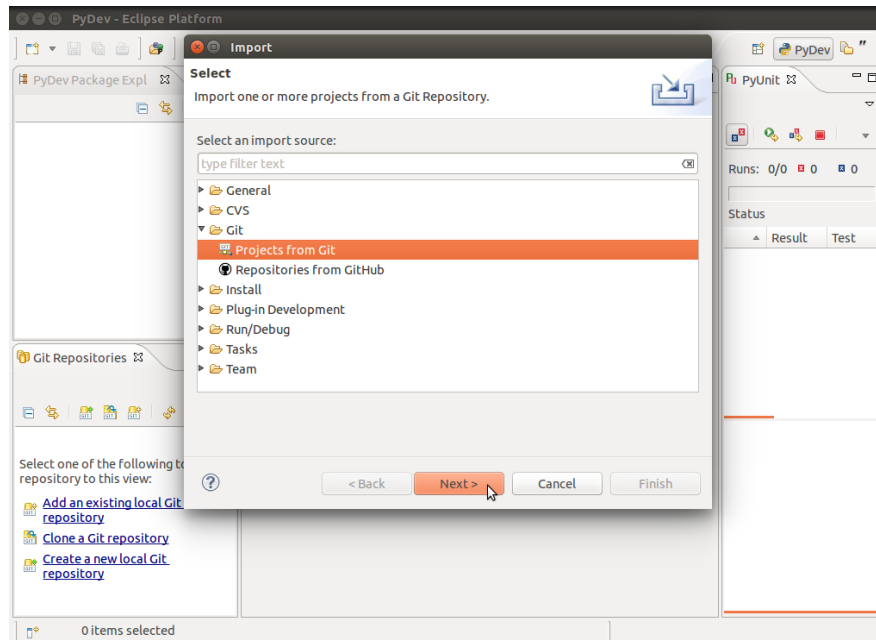 PyDev - Eclipse Platform
PyDev
PyDev Package Expl
Import
Select
Import one or more projects from a Git Repository.
Select an import source:
type filter text
General
CVS
Git
Projects from Git
Repositories from GitHub
Install
Plug-in Development
Run/Debug
Tasks
Team
< Back
Next >
Cancel
Finish
PyUnit
Runs: 0/0 0 0
Status
Result Test
Git Repositories
Select one of the following to
repository to this view:
Add an existing local Git
repository
Clone a Git repository
Create a new local Git
repository
0 items selected